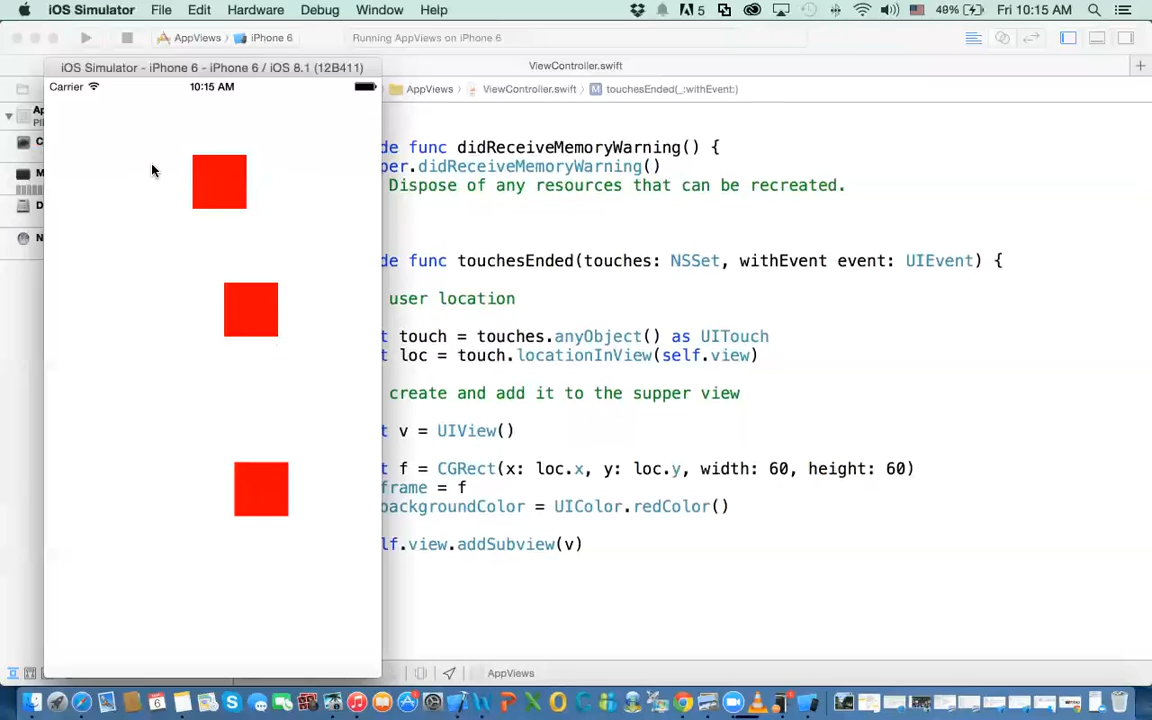 iOS Simulator File Edit Hardware Debug Window Help 5 40% Fri 10:15 AM
AppViews iPhone 6 Running AppViews on iPhone 6
iOS Simulator - iPhone 6 - iPhone 6 / iOS 8.1 (12B411) ViewController.swift
Carrier 10:15 AM AppViews ViewController.swift M touchesEnded(_:withEvent:)
de func didReceiveMemoryWarning() {
per.didReceiveMemoryWarning()
Dispose of any resources that can be recreated.
de func touchesEnded(touches: NSSet, withEvent event: UIEvent) {
user location
t touch = touches.anyObject() as UITouch
t loc = touch.locationInView(self.view)
create and add it to the supper view
t v = UIView()
t f = CGRect(x: loc.x, y: loc.y, width: 60, height: 60)
frame = f
backgroundColor = UIColor.redColor()
lf.view.addSubview(v)
AppViews